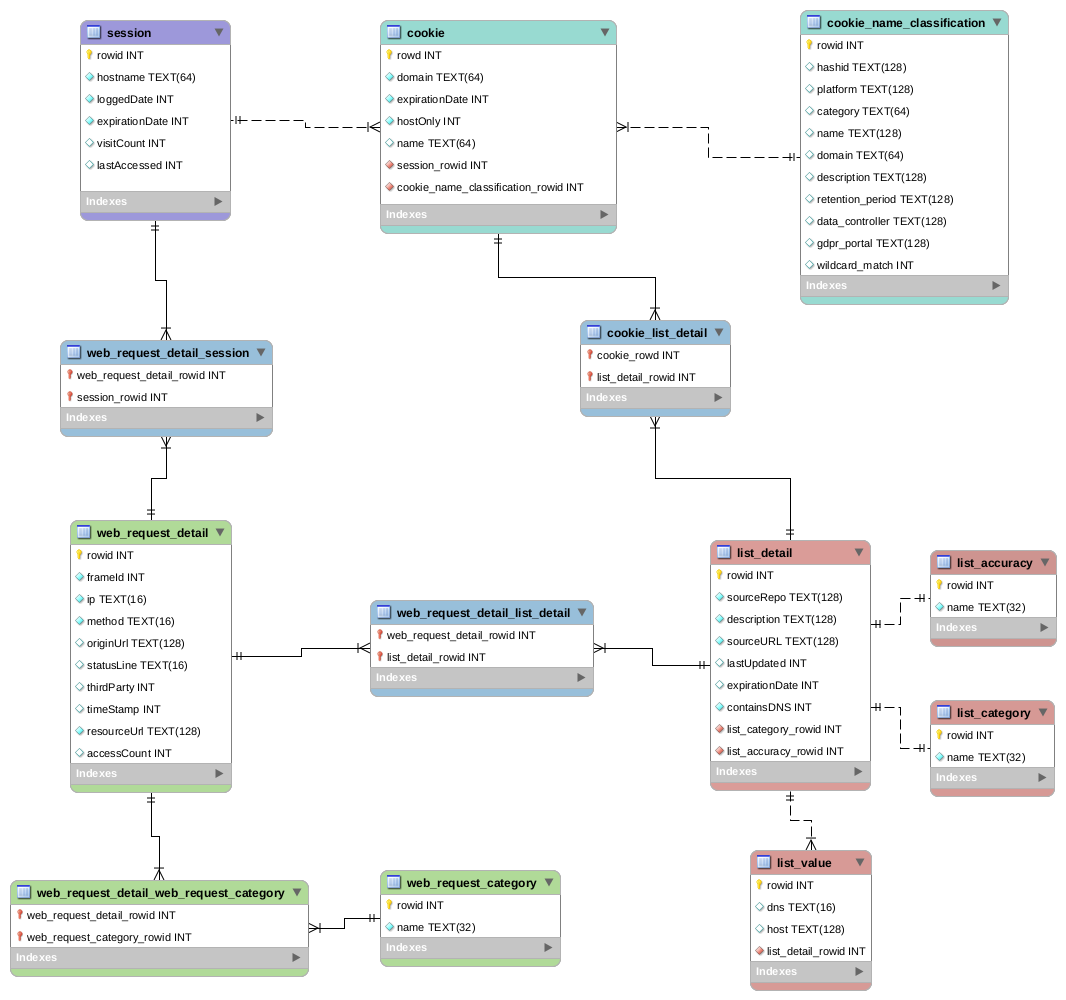 session
rowid INT
hostname TEXT(64)
loggedDate INT
expirationDate INT
visitCount INT
lastAccessed INT
Indexes
cookie
rowd INT
domain TEXT(64)
expirationDate INT
hostOnly INT
name TEXT(64)
session_rowid INT
cookie_name_classification_rowid INT
Indexes
cookie_name_classification
rowid INT
hashid TEXT(128)
platform TEXT(128)
category TEXT(64)
name TEXT(128)
domain TEXT(64)
description TEXT(128)
retention_period TEXT(128)
data_controller TEXT(128)
gdpr_portal TEXT(128)
wildcard_match INT
Indexes
web_request_detail_session
web_request_detail_rowid INT
session_rowid INT
Indexes
cookie_list_detail
cookie_rowd INT
list_detail_rowid INT
Indexes
web_request_detail
rowid INT
frameId INT
ip TEXT(16)
method TEXT(16)
originUrl TEXT(128)
statusLine TEXT(16)
thirdParty INT
timeStamp INT
resourceUrl TEXT(128)
accessCount INT
Indexes
web_request_detail_list_detail
web_request_detail_rowid INT
list_detail_rowid INT
Indexes
list_detail
rowid INT
sourceRepo TEXT(128)
description TEXT(128)
sourceURL TEXT(128)
lastUpdated INT
expirationDate INT
containsDNS INT
list_category_rowid INT
list_accuracy_rowid INT
Indexes
list_accuracy
rowid INT
name TEXT(32)
Indexes
list_category
rowid INT
name TEXT(32)
Indexes
web_request_detail_web_request_category
web_request_detail_rowid INT
web_request_category_rowid INT
Indexes
web_request_category
rowid INT
name TEXT(32)
Indexes
list_value
rowid INT
dns TEXT(16)
host TEXT(128)
list_detail_rowid INT
Indexes